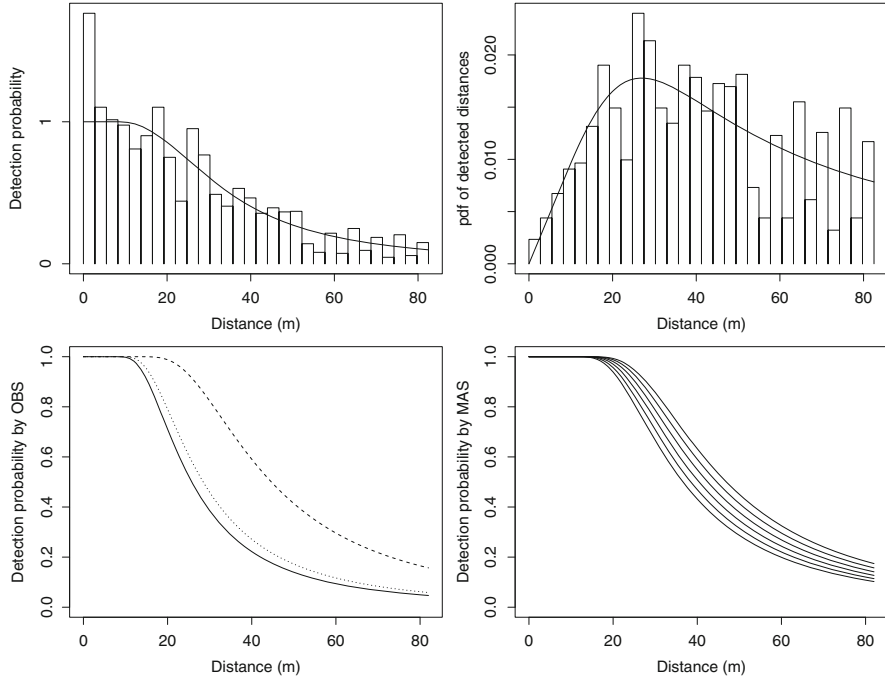 Detection probability
1
0
0 20 40 60 80
Distance (m)
pdf of detected distances
0.020
0.010
0.000
0 20 40 60 80
Distance (m)
Detection probability by OBS
1.0
0.8
0.6
0.4
0.2
0.0
0 20 40 60 80
Distance (m)
Detection probability by MAS
1.0
0.8
0.6
0.4
0.2
0.0
0 20 40 60 80
Distance (m)